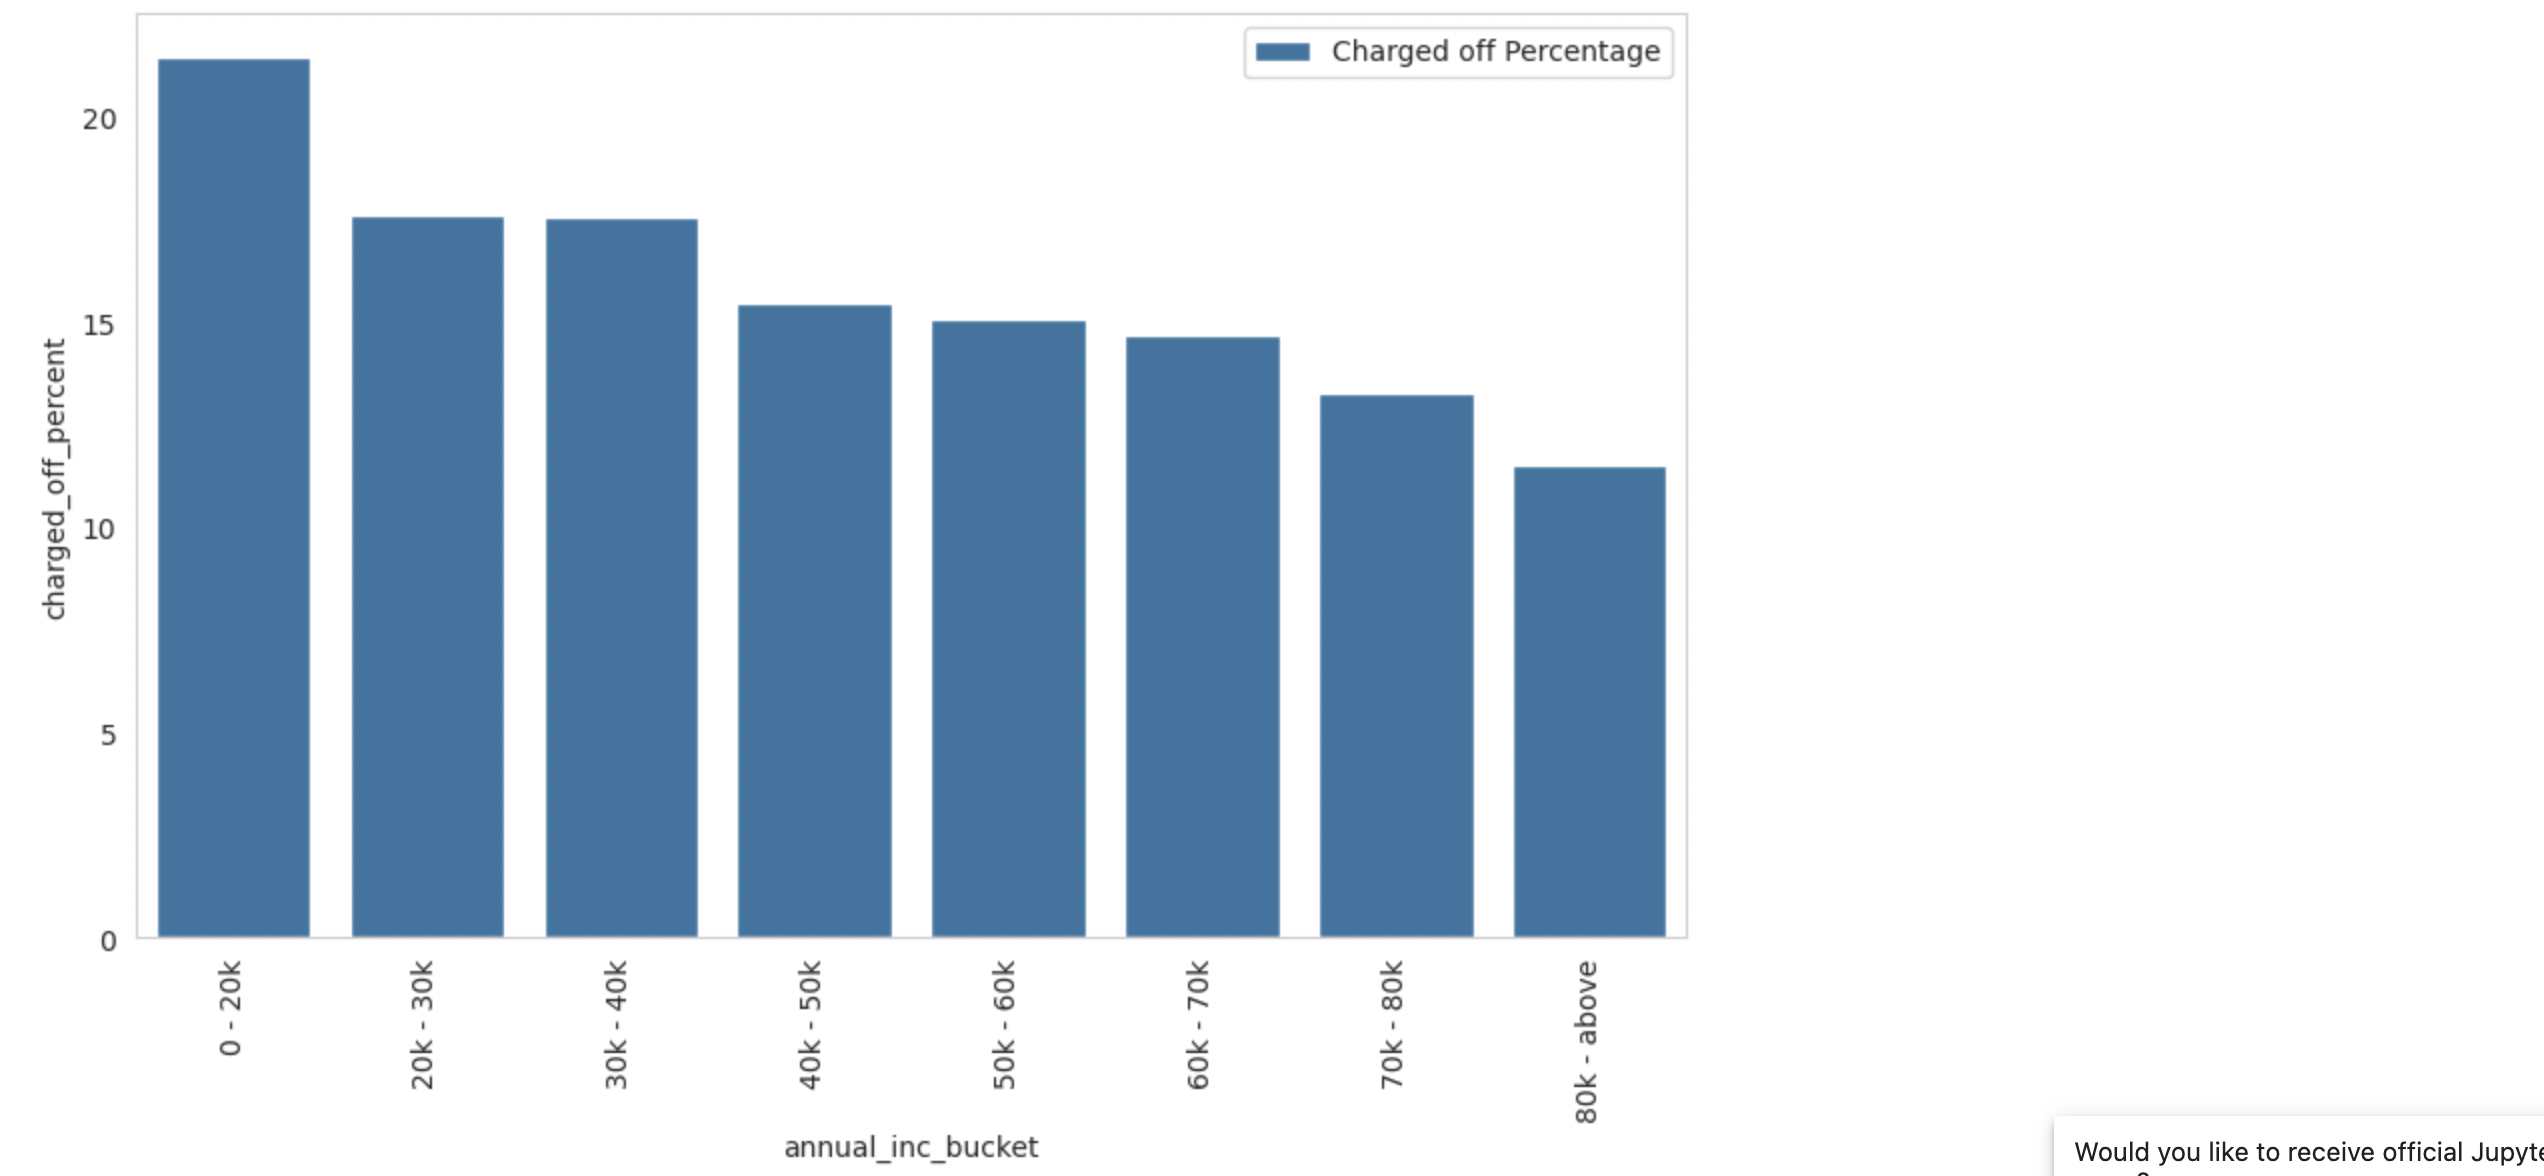 Charged off Percentage
20
15
10
5
0
charged_off_percent
0 - 20k
20k - 30k
30k - 40k
40k - 50k
50k - 60k
60k - 70k
70k - 80k
80k - above
annual_inc_bucket
Would you like to receive official